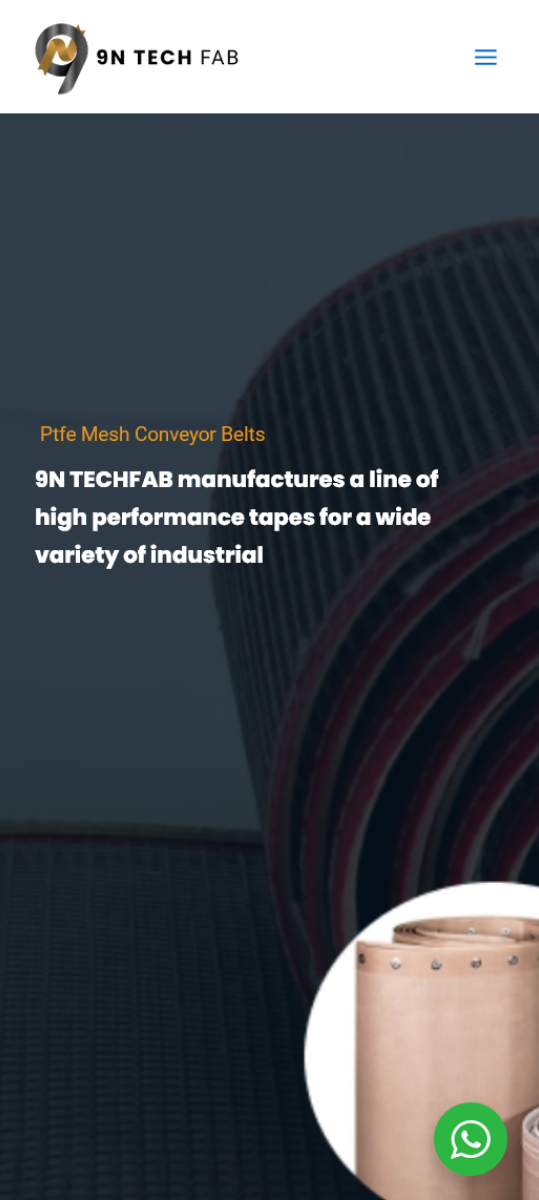 9N TECH FAB
Ptfe Mesh Conveyor Belts
9N TECHFAB manufactures a line of
high performance tapes for a wide
variety of industrial